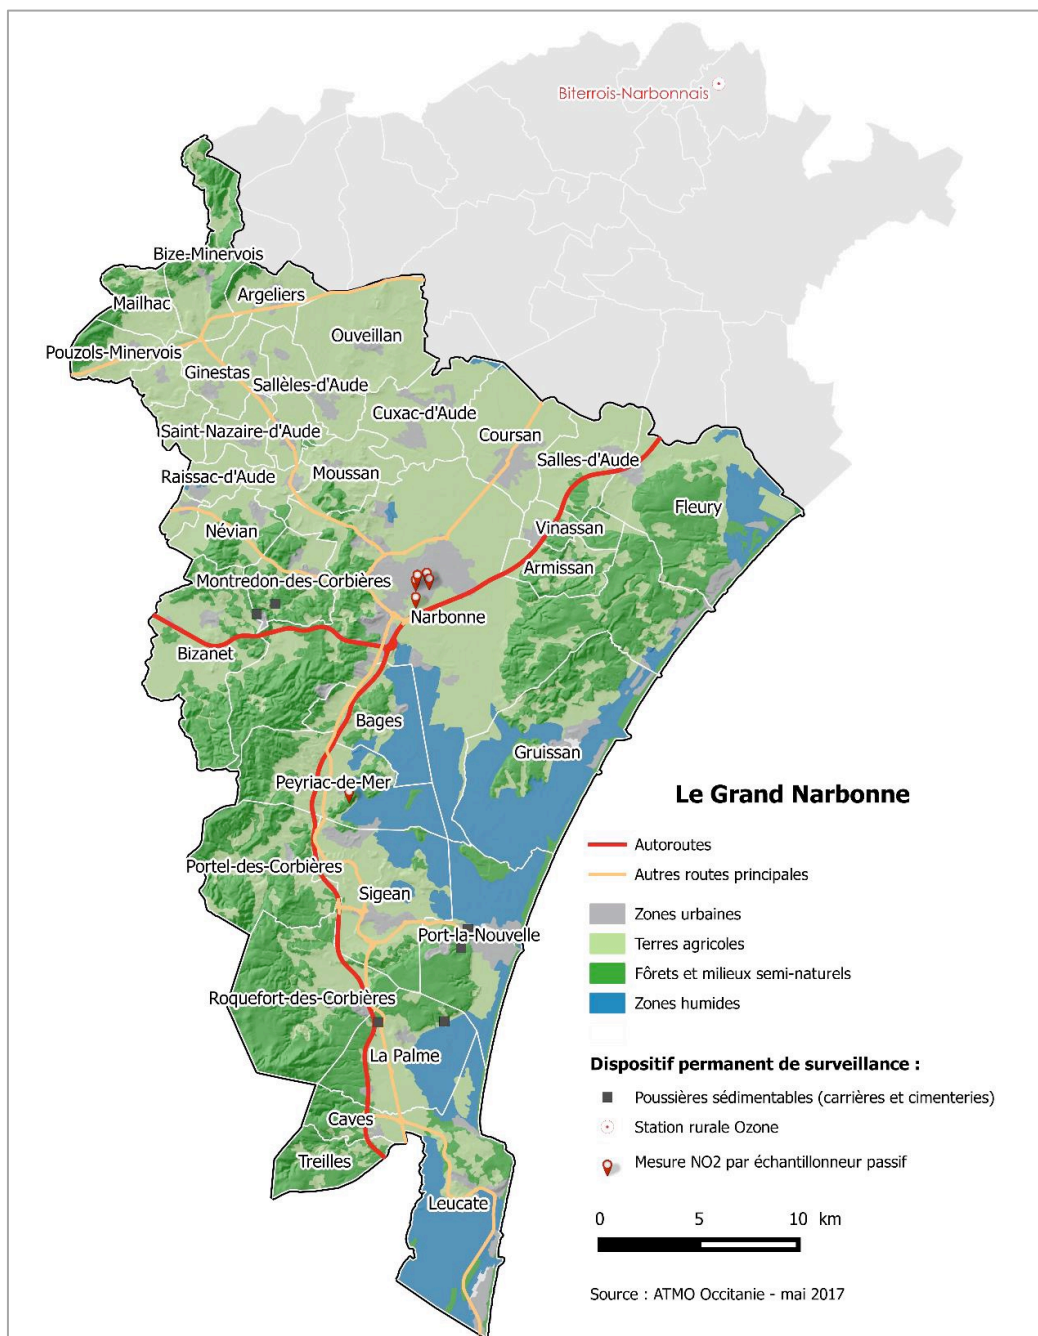 Biterrois-Narbonnais
Bize-Minervois
Argeliers
Mailhac
Ouveillan
Pouzols-Minervois
Ginestas
Sallèles-d'Aude
Cuxac-d'Aude
Saint-Nazaire-d'Aude
Coursan
Salles-d'Aude
Raissac-d'Aude
Moussan
Fleury
Névian
Vinassan
Armissan
Montredon-des-Corbières
Narbonne
Bizanet
Bages
Gruissan
Peyriac-de-Mer
Portel-des-Corbières
Sigean
Port-la-Nouvelle
Roquefort-des-Corbières
La Palme
Caves
Treilles
Leucate
Le Grand Narbonne
Autoroutes
Autres routes principales
Zones urbaines
Terres agricoles
Fôrets et milieux semi-naturels
Zones humides
Dispositif permanent de surveillance :
Poussières sédimentables (carrières et cimenteries)
Station rurale Ozone
Mesure NO2 par échantillonneur passif
0 5 10 km
Source : ATMO Occitanie - mai 2017